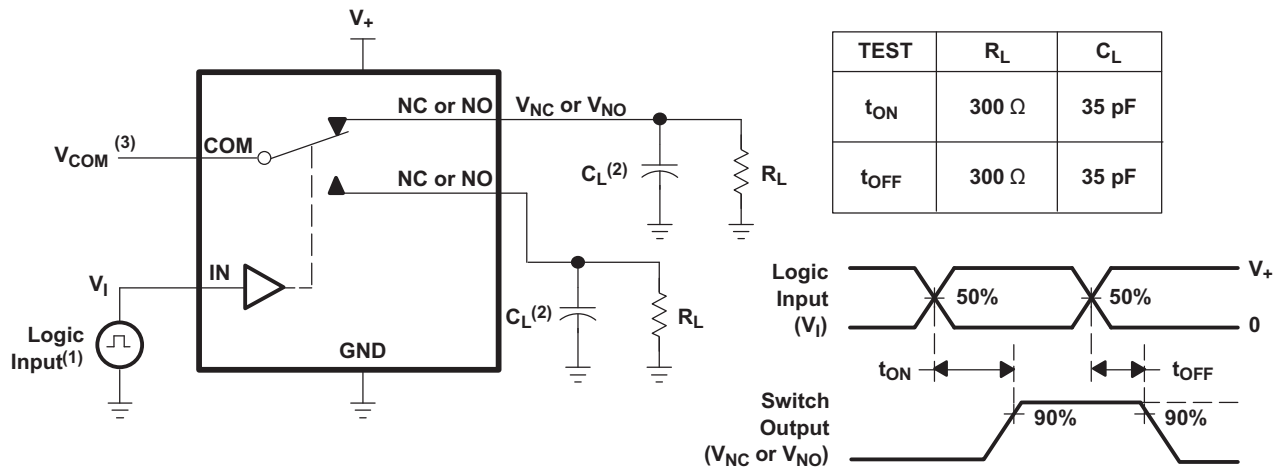 V+
NC or NO
VNC or VNO
VCOM (3)
COM
CL(2)
RL
NC or NO
VI
IN
CL(2)
RL
Logic
Input(1)
GND
TEST RL CL
tON 300 Ω 35 pF
tOFF 300 Ω 35 pF
Logic
Input
(VI)
50%
50%
V+
0
tON
tOFF
Switch
Output
(VNC or VNO)
90%
90%